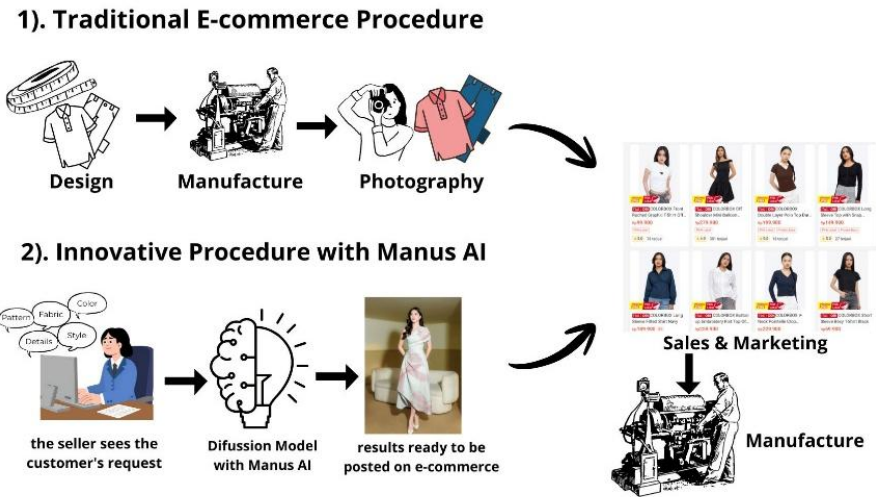 1). Traditional E-commerce Procedure
Design
Manufacture
Photography
2). Innovative Procedure with Manus AI
Pattern
Fabric
Color
Details
Style
the seller sees the
customer's request
Difussion Model
with Manus AI
results ready to be
posted on e-commerce
Sales & Marketing
Manufacture